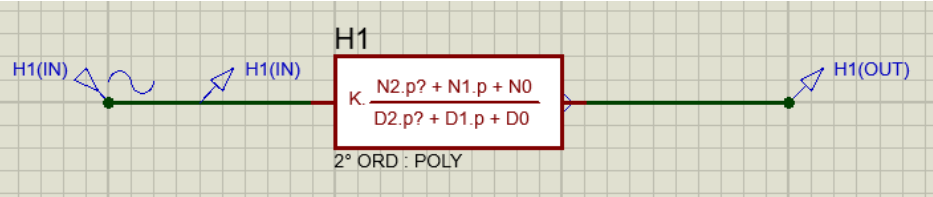 H1
H1(IN)
H1(IN)
K. N2.p? + N1.p + N0
D2.p? + D1.p + D0
H1(OUT)
2° ORD : POLY